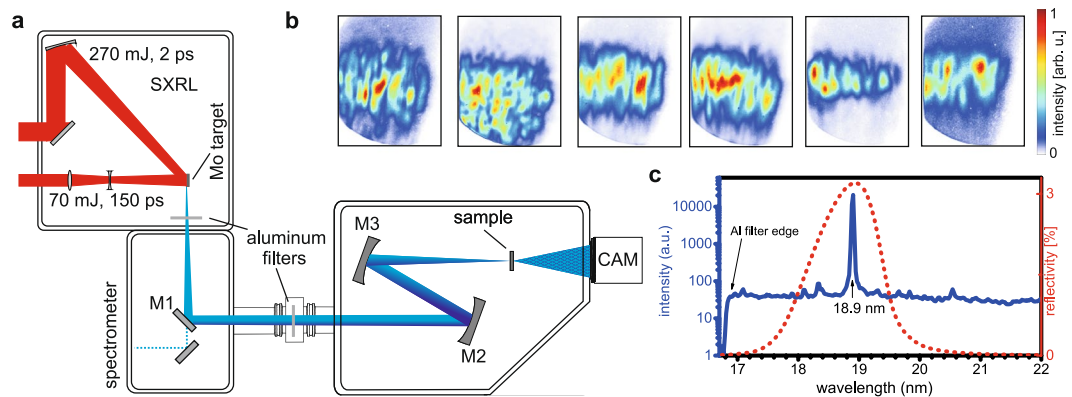 a
270 mJ, 2 ps
SXRL
Mo target
70 mJ, 150 ps
aluminum
filters
spectrometer
M1
M3
M2
sample
CAM
b
1
0
intensity [arb. u.]
c
10000
1000
100
10
1
intensity (a.u.)
Al filter edge
18.9 nm
3
0
reflectivity [%]
17 18 19 20 21 22
wavelength (nm)